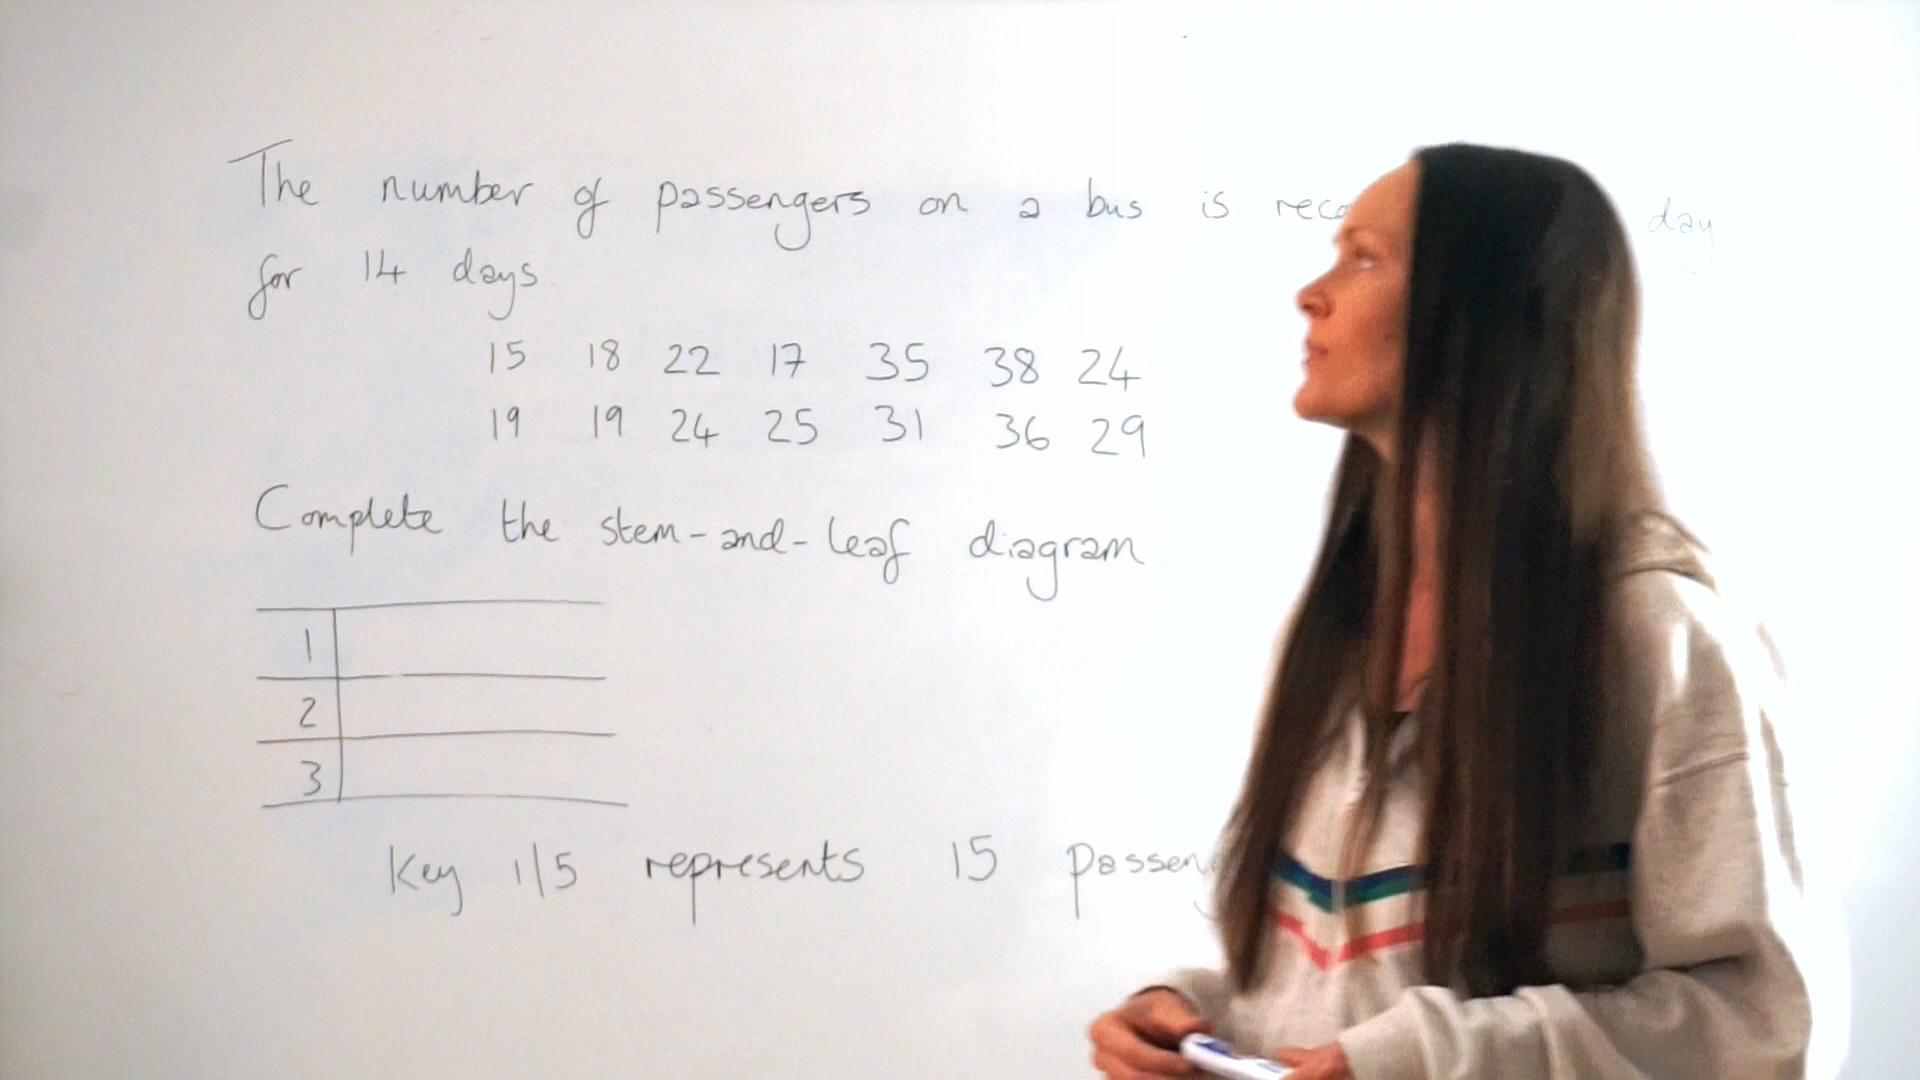 The number of passengers on a bus is day
for 14 days
15 18 22 17 35 38 24
19 19 24 25 31 36 29
Complete the stem-and-leaf diagram
1
2
3
Key 1|5 represents 15